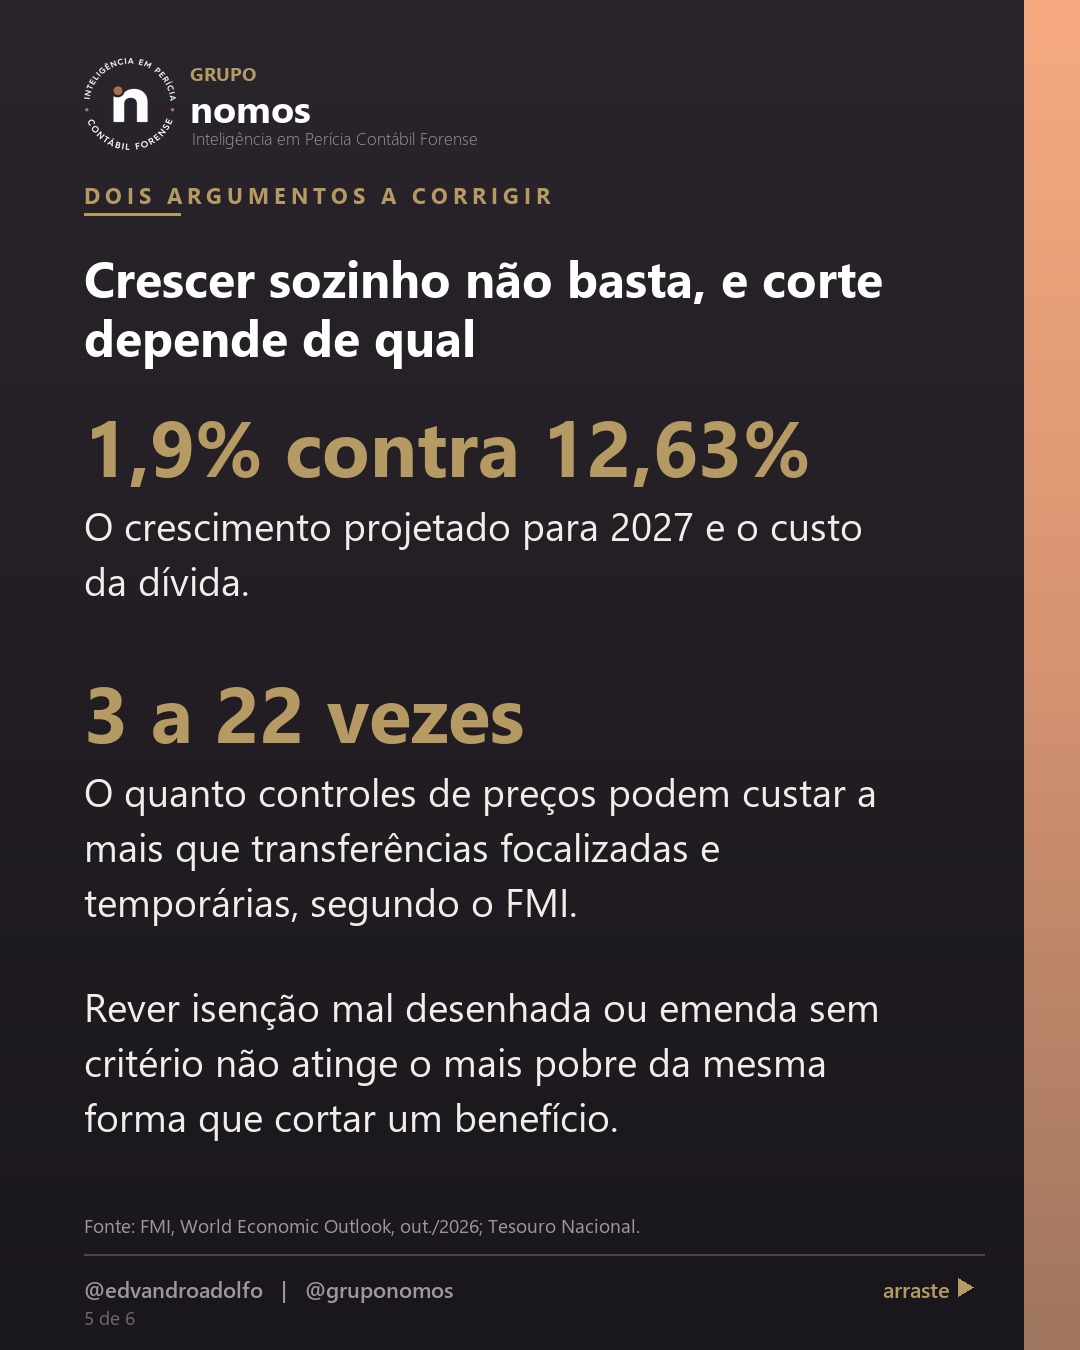 INTELIGÊNCIA EM PERÍCIA
CONTÁBIL FORENSE
n
GRUPO
nomos
Inteligência em Perícia Contábil Forense
DOIS ARGUMENTOS A CORRIGIR
Crescer sozinho não basta, e corte
depende de qual
1,9% contra 12,63%
O crescimento projetado para 2027 e o custo
da dívida.
3 a 22 vezes
O quanto controles de preços podem custar a
mais que transferências focalizadas e
temporárias, segundo o FMI.
Rever isenção mal desenhada ou emenda sem
critério não atinge o mais pobre da mesma
forma que cortar um benefício.
Fonte: FMI, World Economic Outlook, out./2026; Tesouro Nacional.
@edvandroadolfo | @gruponomos
arraste
5 de 6